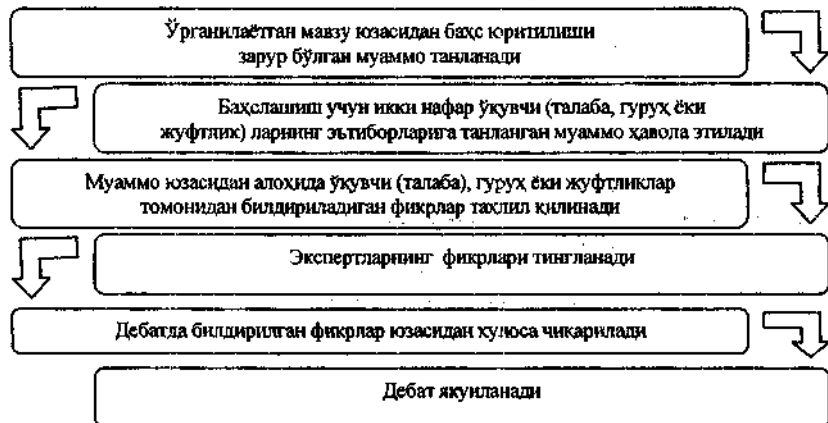 Ўрганилаётган мавзу юзасидан баҳс юритилиши
зарур бўлган муаммо танланади
Баҳслашиш учун икки нафар ўқувчи (талаба, гуруҳ ёки
жуфтлик) ларнинг эътиборларига танланган муаммо ҳавола этилади
Муаммо юзасидан алоҳида ўқувчи (талаба), гуруҳ ёки жуфтликлар
томонидан билдириладиган фикрлар таҳлил қилинади
Экспертларнинг фикрлари тингланади
Дебатда билдирилган фикрлар юзасидан хулоса чиқарилади
Дебат якунланади